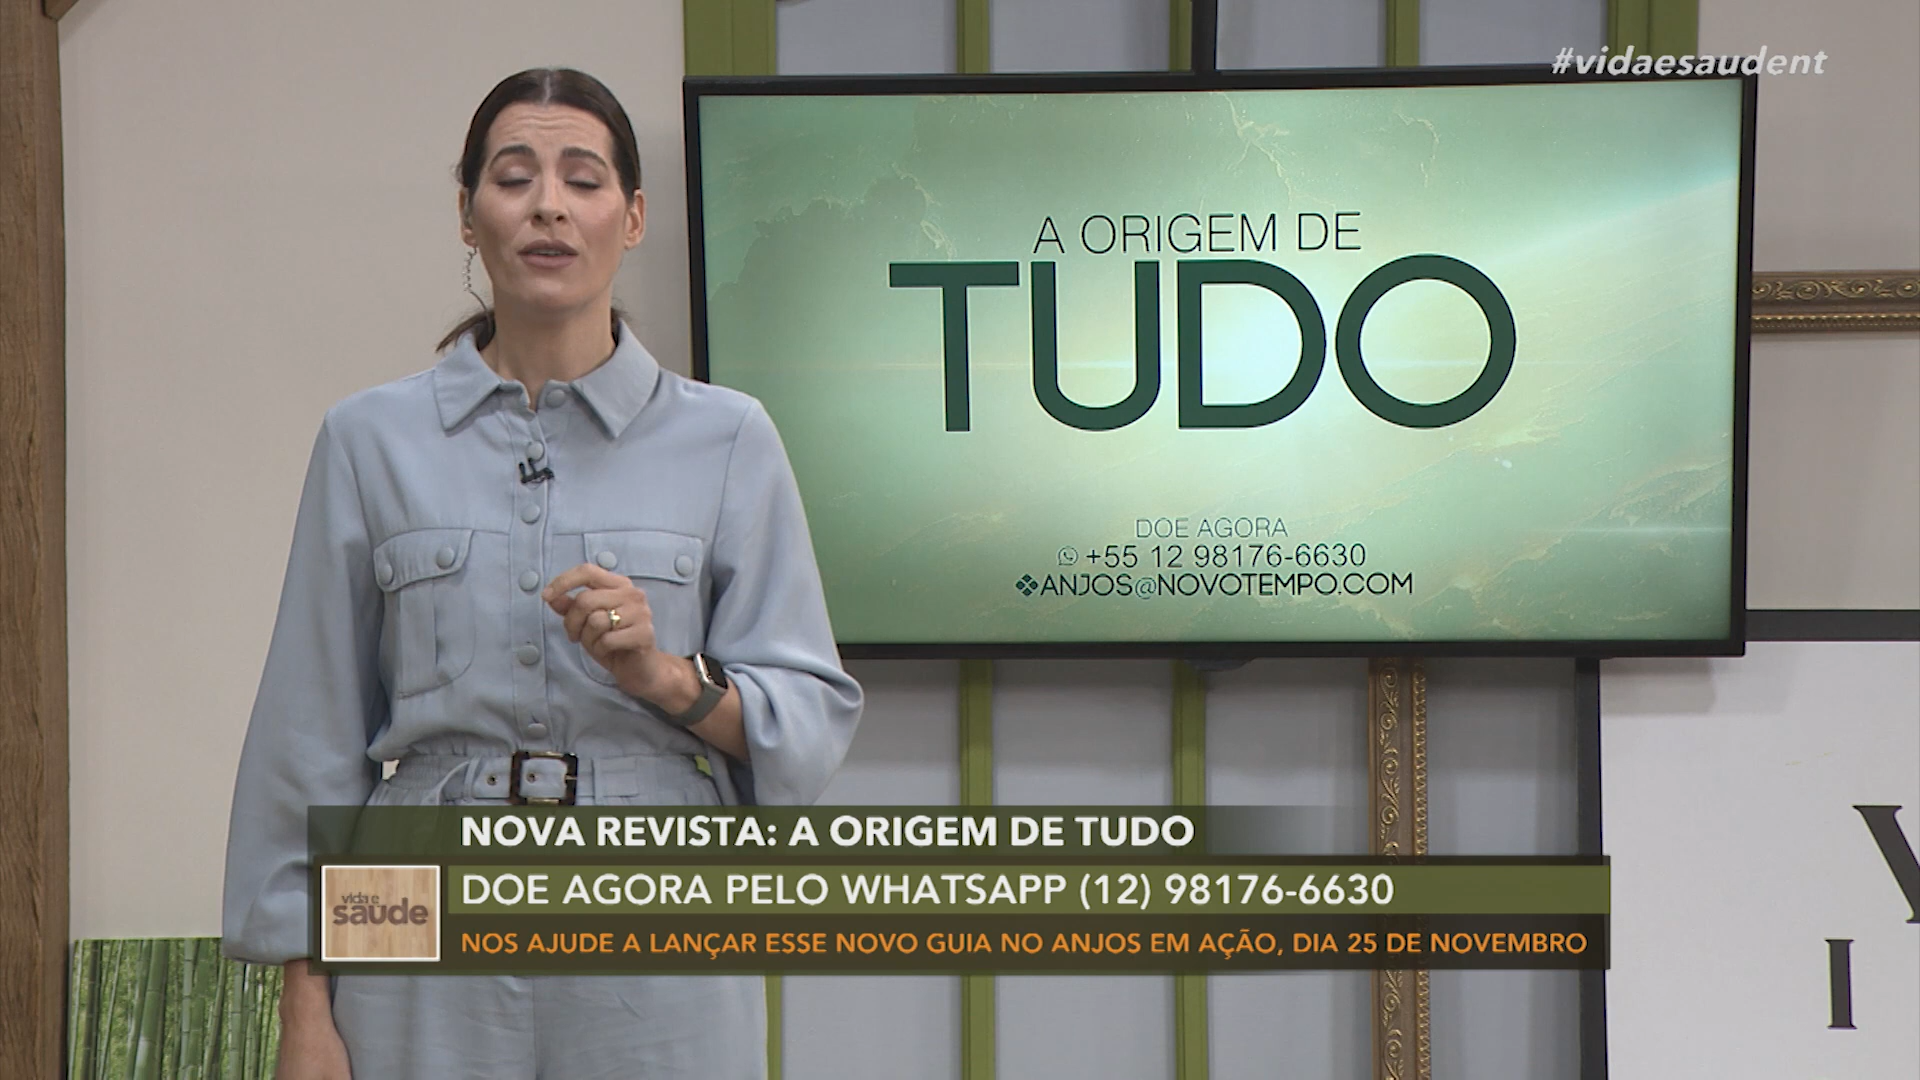 #vidaesaudent
A ORIGEM DE
TUDO
DOE AGORA
+55 12 98176-6630
ANJOS@NOVOTEMPO.COM
NOVA REVISTA: A ORIGEM DE TUDO
vida e
saúde
DOE AGORA PELO WHATSAPP (12) 98176-6630
NOS AJUDE A LANÇAR ESSE NOVO GUIA NO ANJOS EM AÇÃO, DIA 25 DE NOVEMBRO